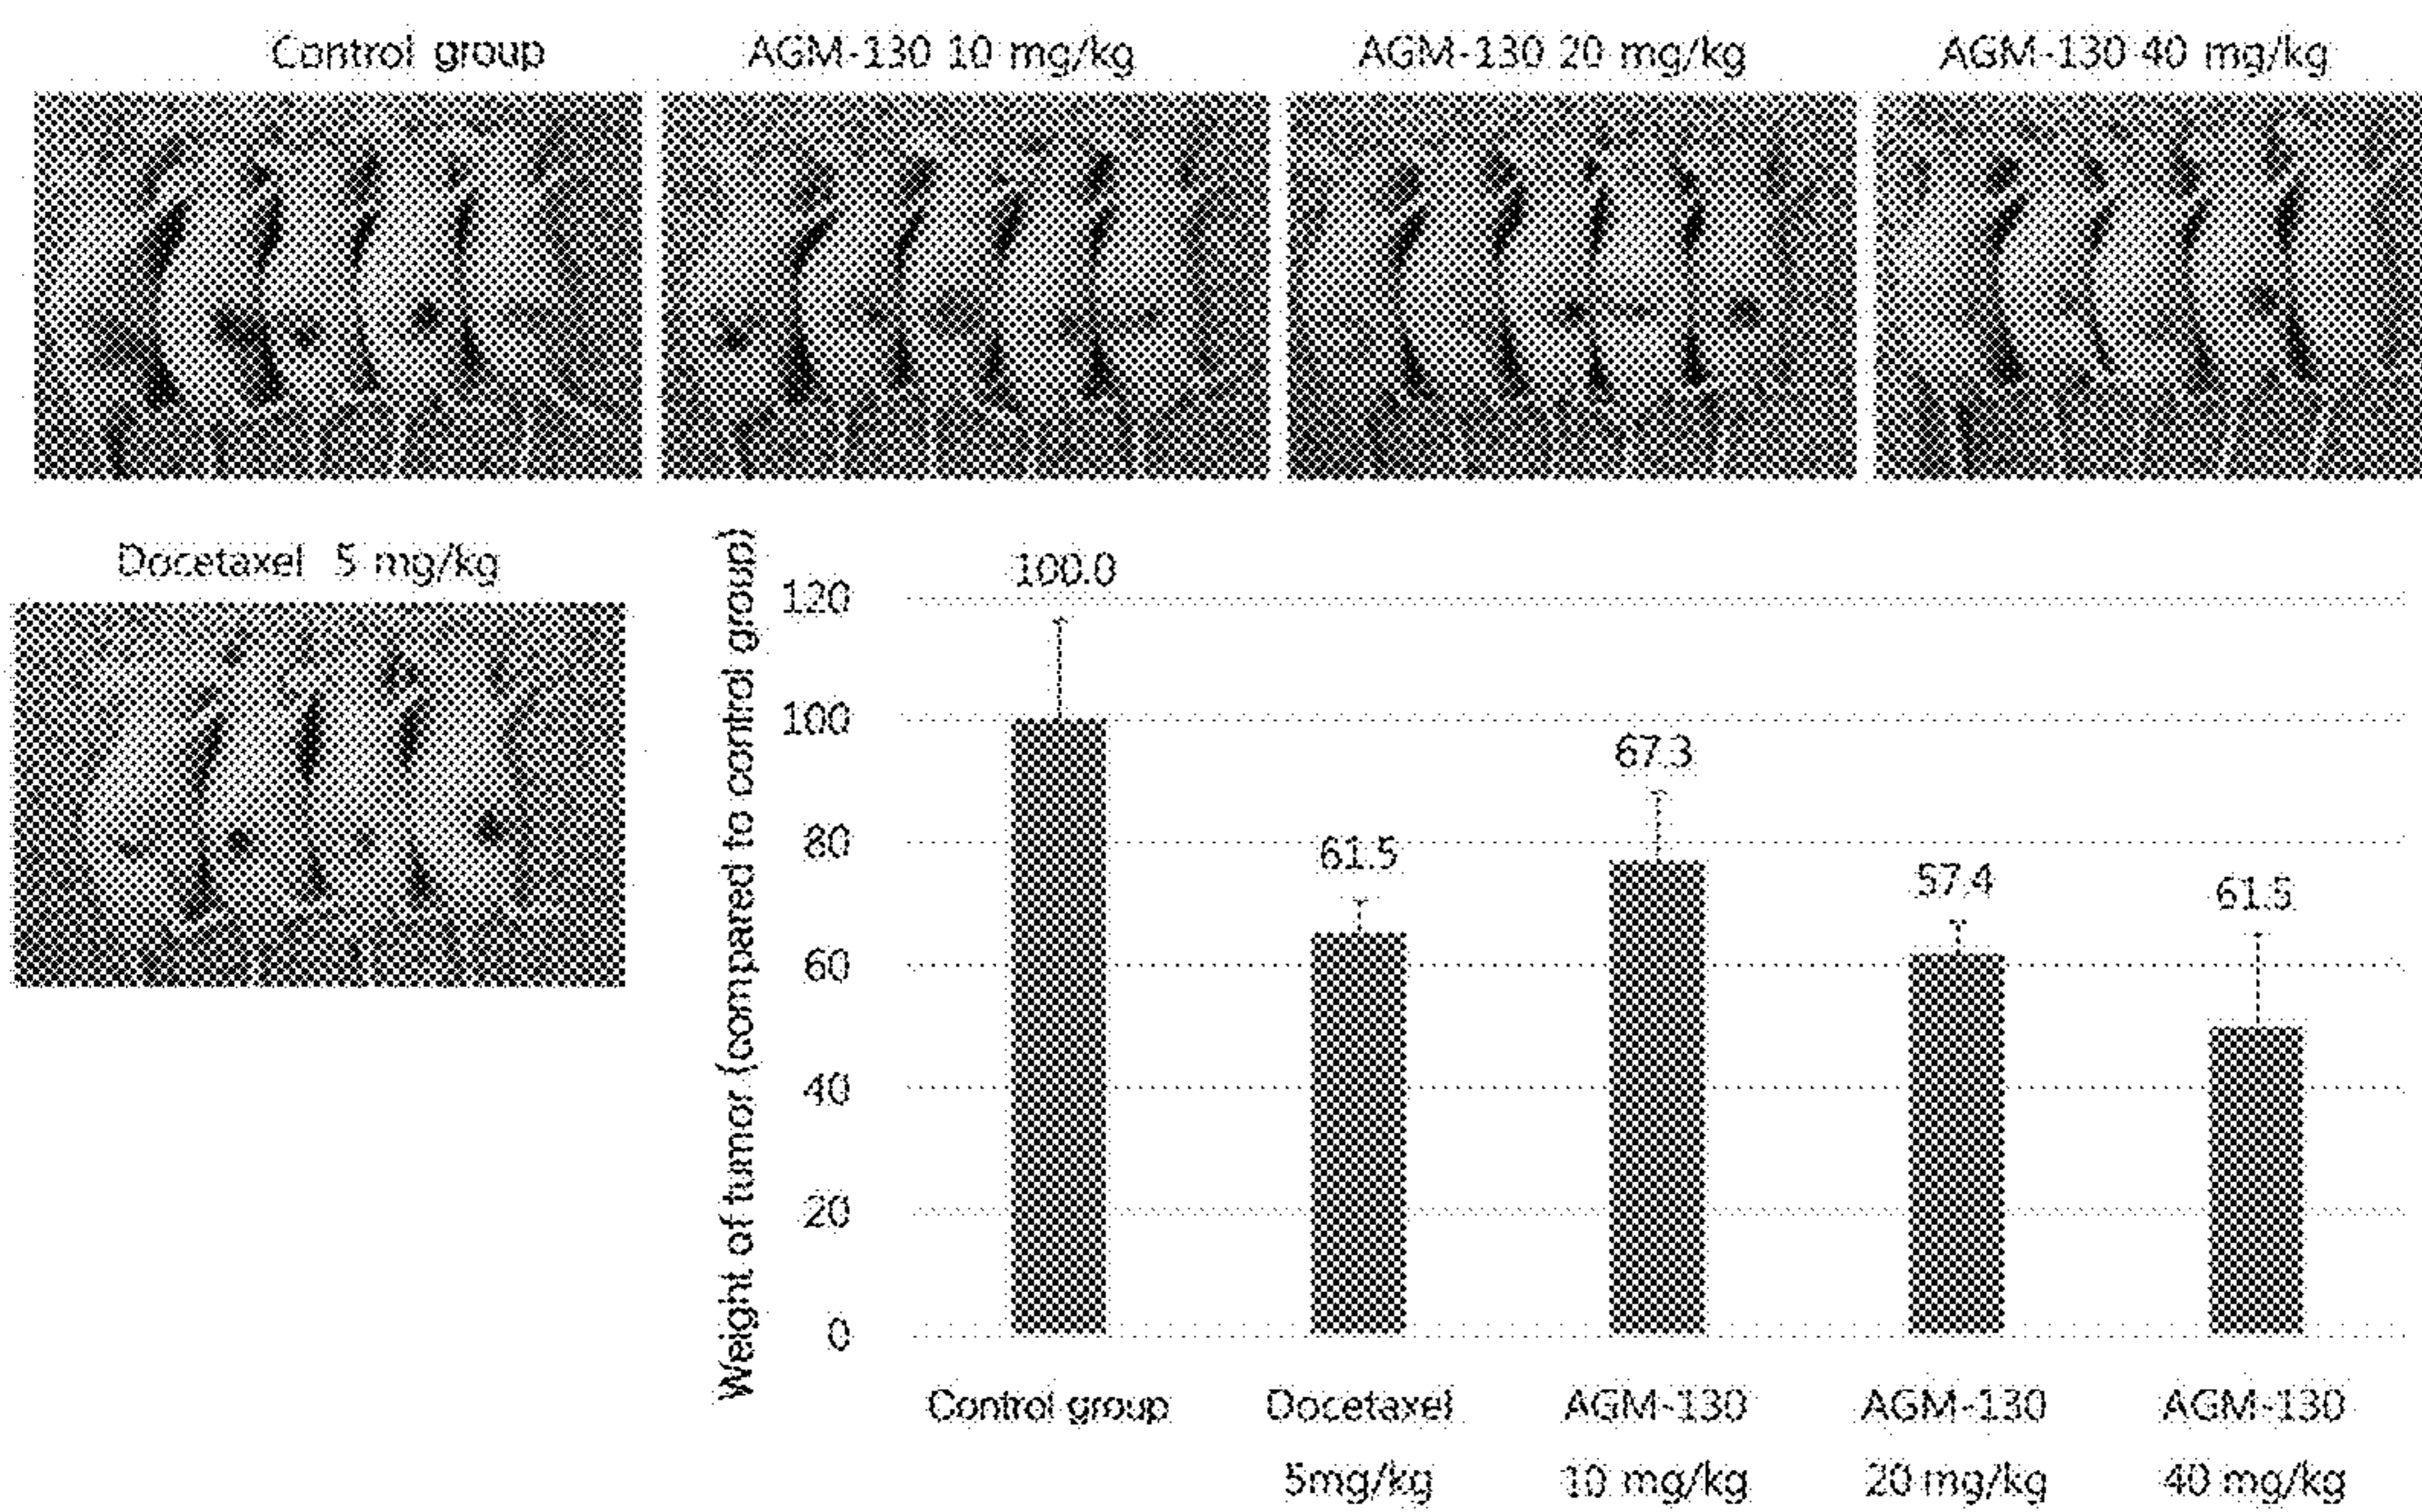 Control group
AGM-130 10 mg/kg
AGM-130 20 mg/kg
AGM-130 40 mg/kg
Docetaxel 5 mg/kg
Weight of tumor (compared to control group)
120
100
80
60
40
20
0
100.0
61.5
67.3
57.4
61.5
Control group
Docetaxel
5mg/kg
AGM-130
10 mg/kg
AGM-130
20 mg/kg
AGM-130
40 mg/kg